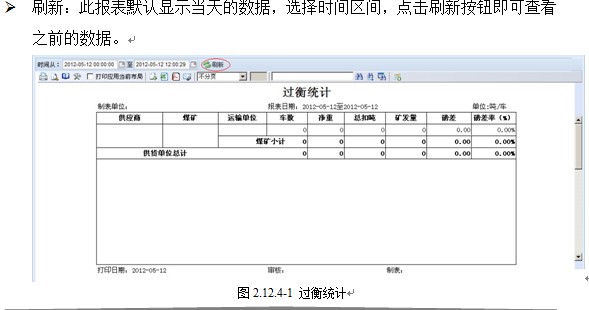 ➢ 刷新：此报表默认显示当天的数据，选择时间区间，点击刷新按钮即可查看
之前的数据。
时间从： 2012-05-12 00:00:00 至 2012-05-12 12:00:29 刷新
打印应用当前布局 不分页
过衡统计
制表单位： 报表日期：2012-05-12至2012-05-12 单位:吨/车
供应商 煤矿 运输单位 车数 净重 总扣吨 矿发量 磅差 磅差率（%）
0 0 0 0 0.00 0.00%
煤矿小计 0 0 0 0 0.00 0.00%
供货单位总计 0 0 0 0 0.00 0.00%
打印日期：2012-05-12 审核： 制表：
图 2.12.4-1 过衡统计